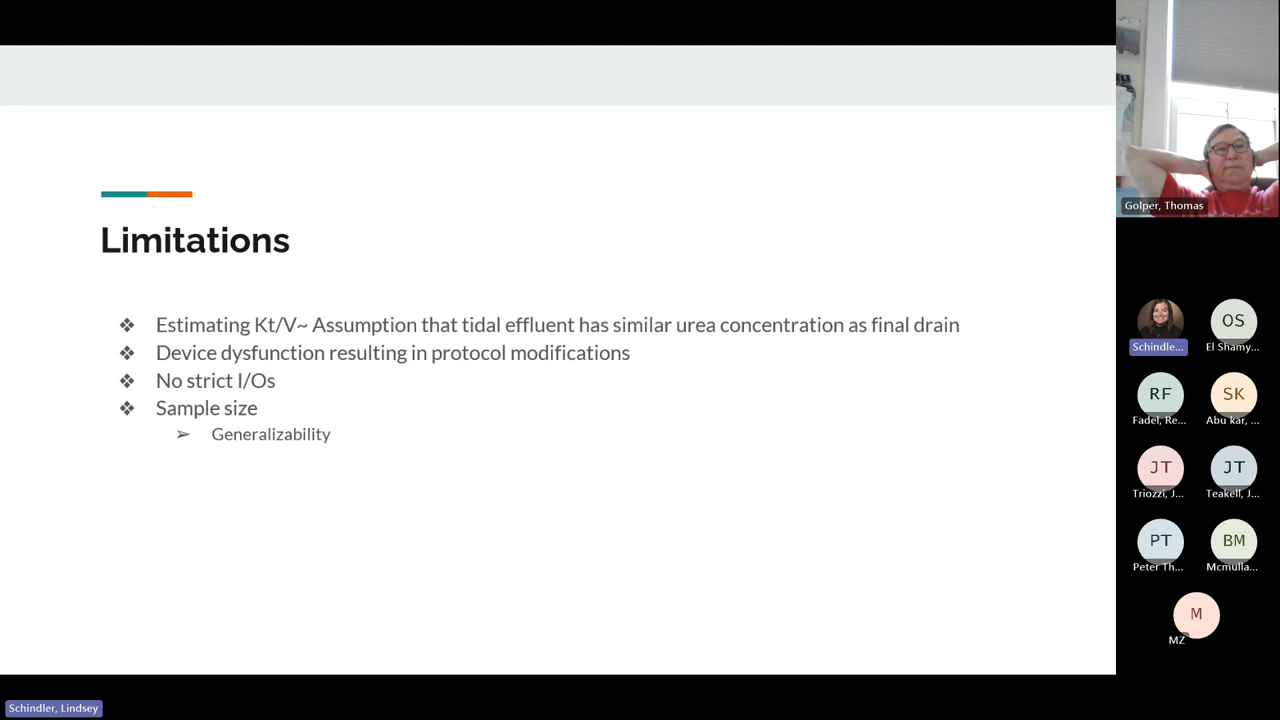 Limitations
❖ Estimating Kt/V~ Assumption that tidal effluent has similar urea concentration as final drain
❖ Device dysfunction resulting in protocol modifications
❖ No strict I/Os
❖ Sample size
➢ Generalizability
Golper, Thomas
Schindle...
OS
El Shamy...
RF
Fadel, Re...
SK
Abu kar, ...
JT
Triozzi, J...
JT
Teakell, J...
PT
Peter Th...
BM
Mcmulla...
M
MZ
Schindler, Lindsey